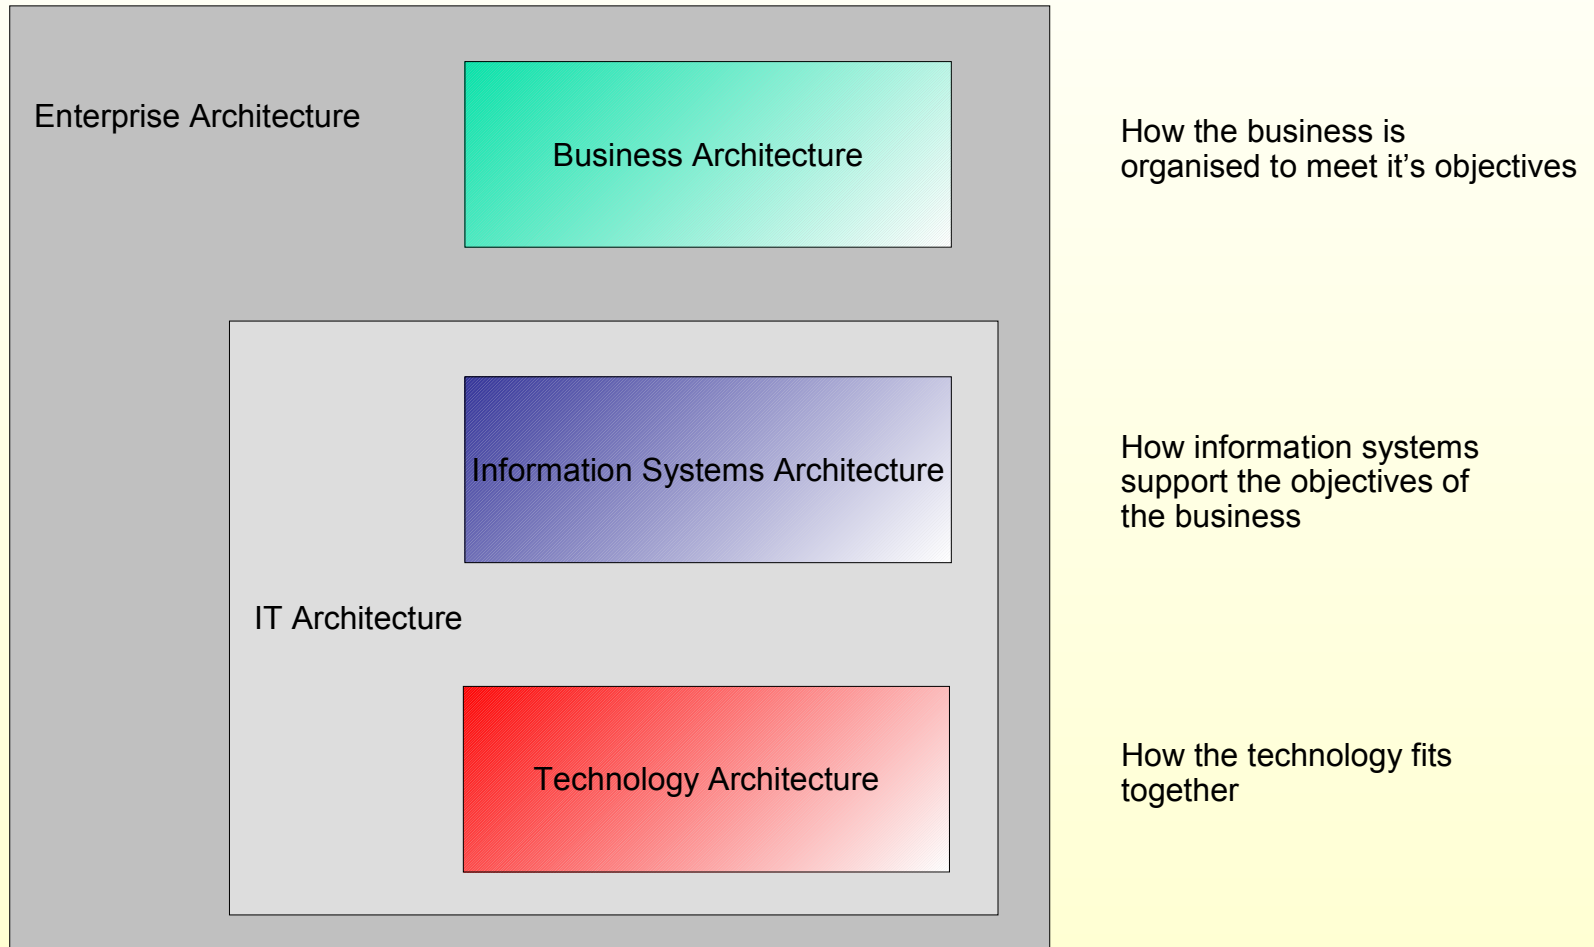 Enterprise Architecture
Business Architecture
How the business is
organised to meet it’s objectives
Information Systems Architecture
How information systems
support the objectives of
the business
IT Architecture
Technology Architecture
How the technology fits
together